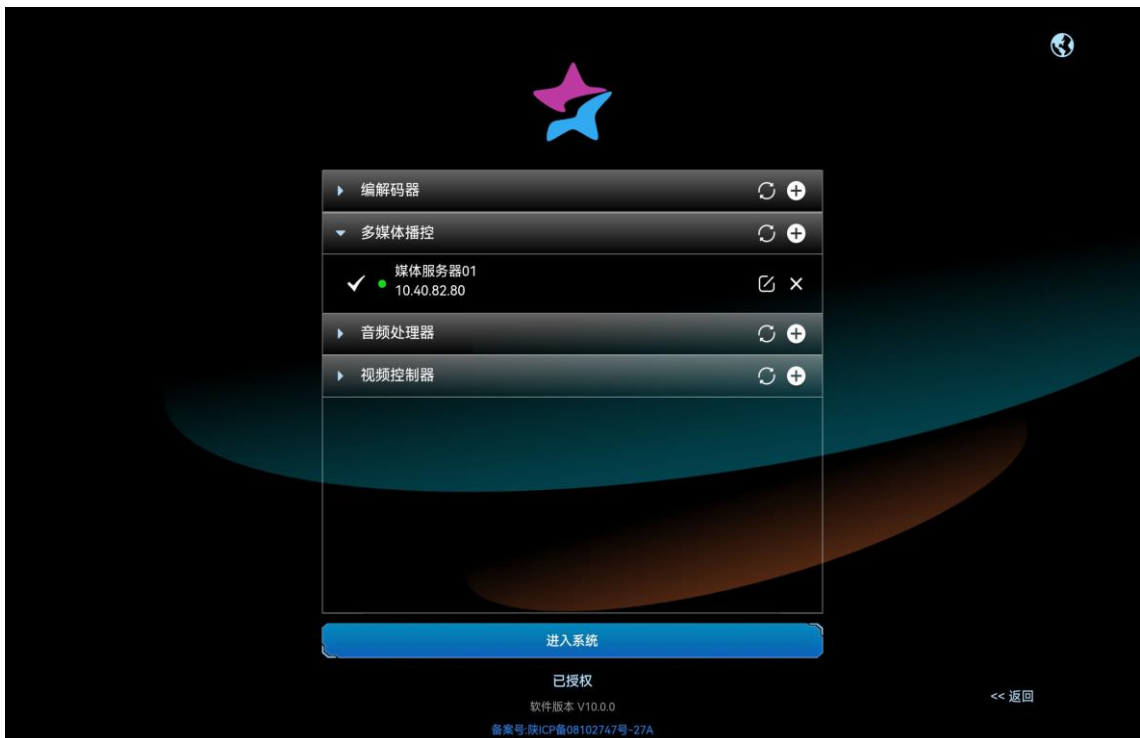 编解码器
多媒体播控
媒体服务器01
10.40.82.80
音频处理器
视频控制器
进入系统
已授权
软件版本 V10.0.0
<< 返回
备案号:陕ICP备08102747号-27A